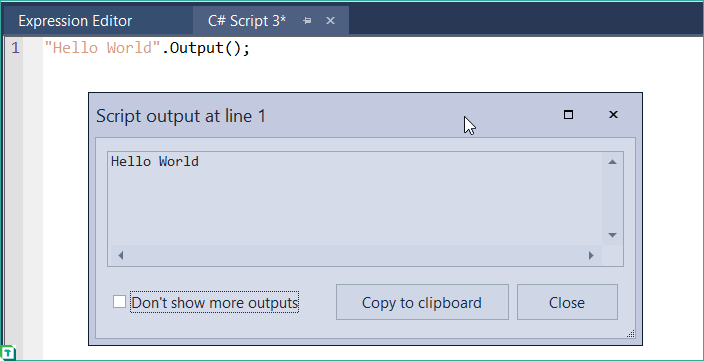 Expression Editor
C# Script 3*
1 "Hello World".Output();
Script output at line 1
Hello World
Don't show more outputs
Copy to clipboard
Close
T